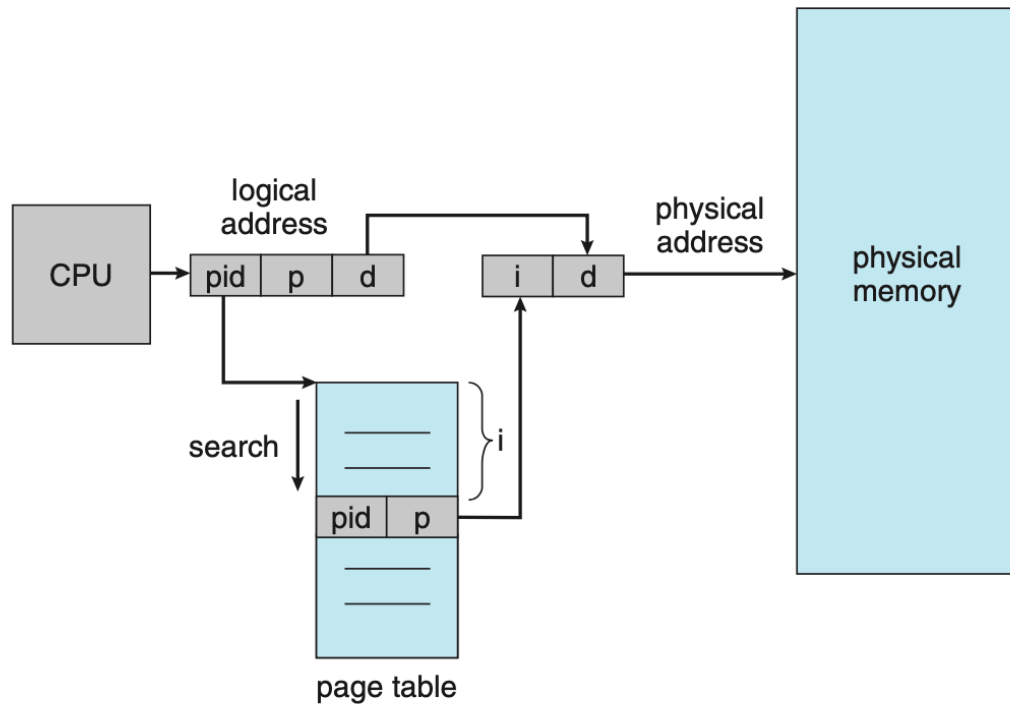 CPU
logical
address
pid p d
i d
physical
address
physical
memory
search
i
pid p
page table